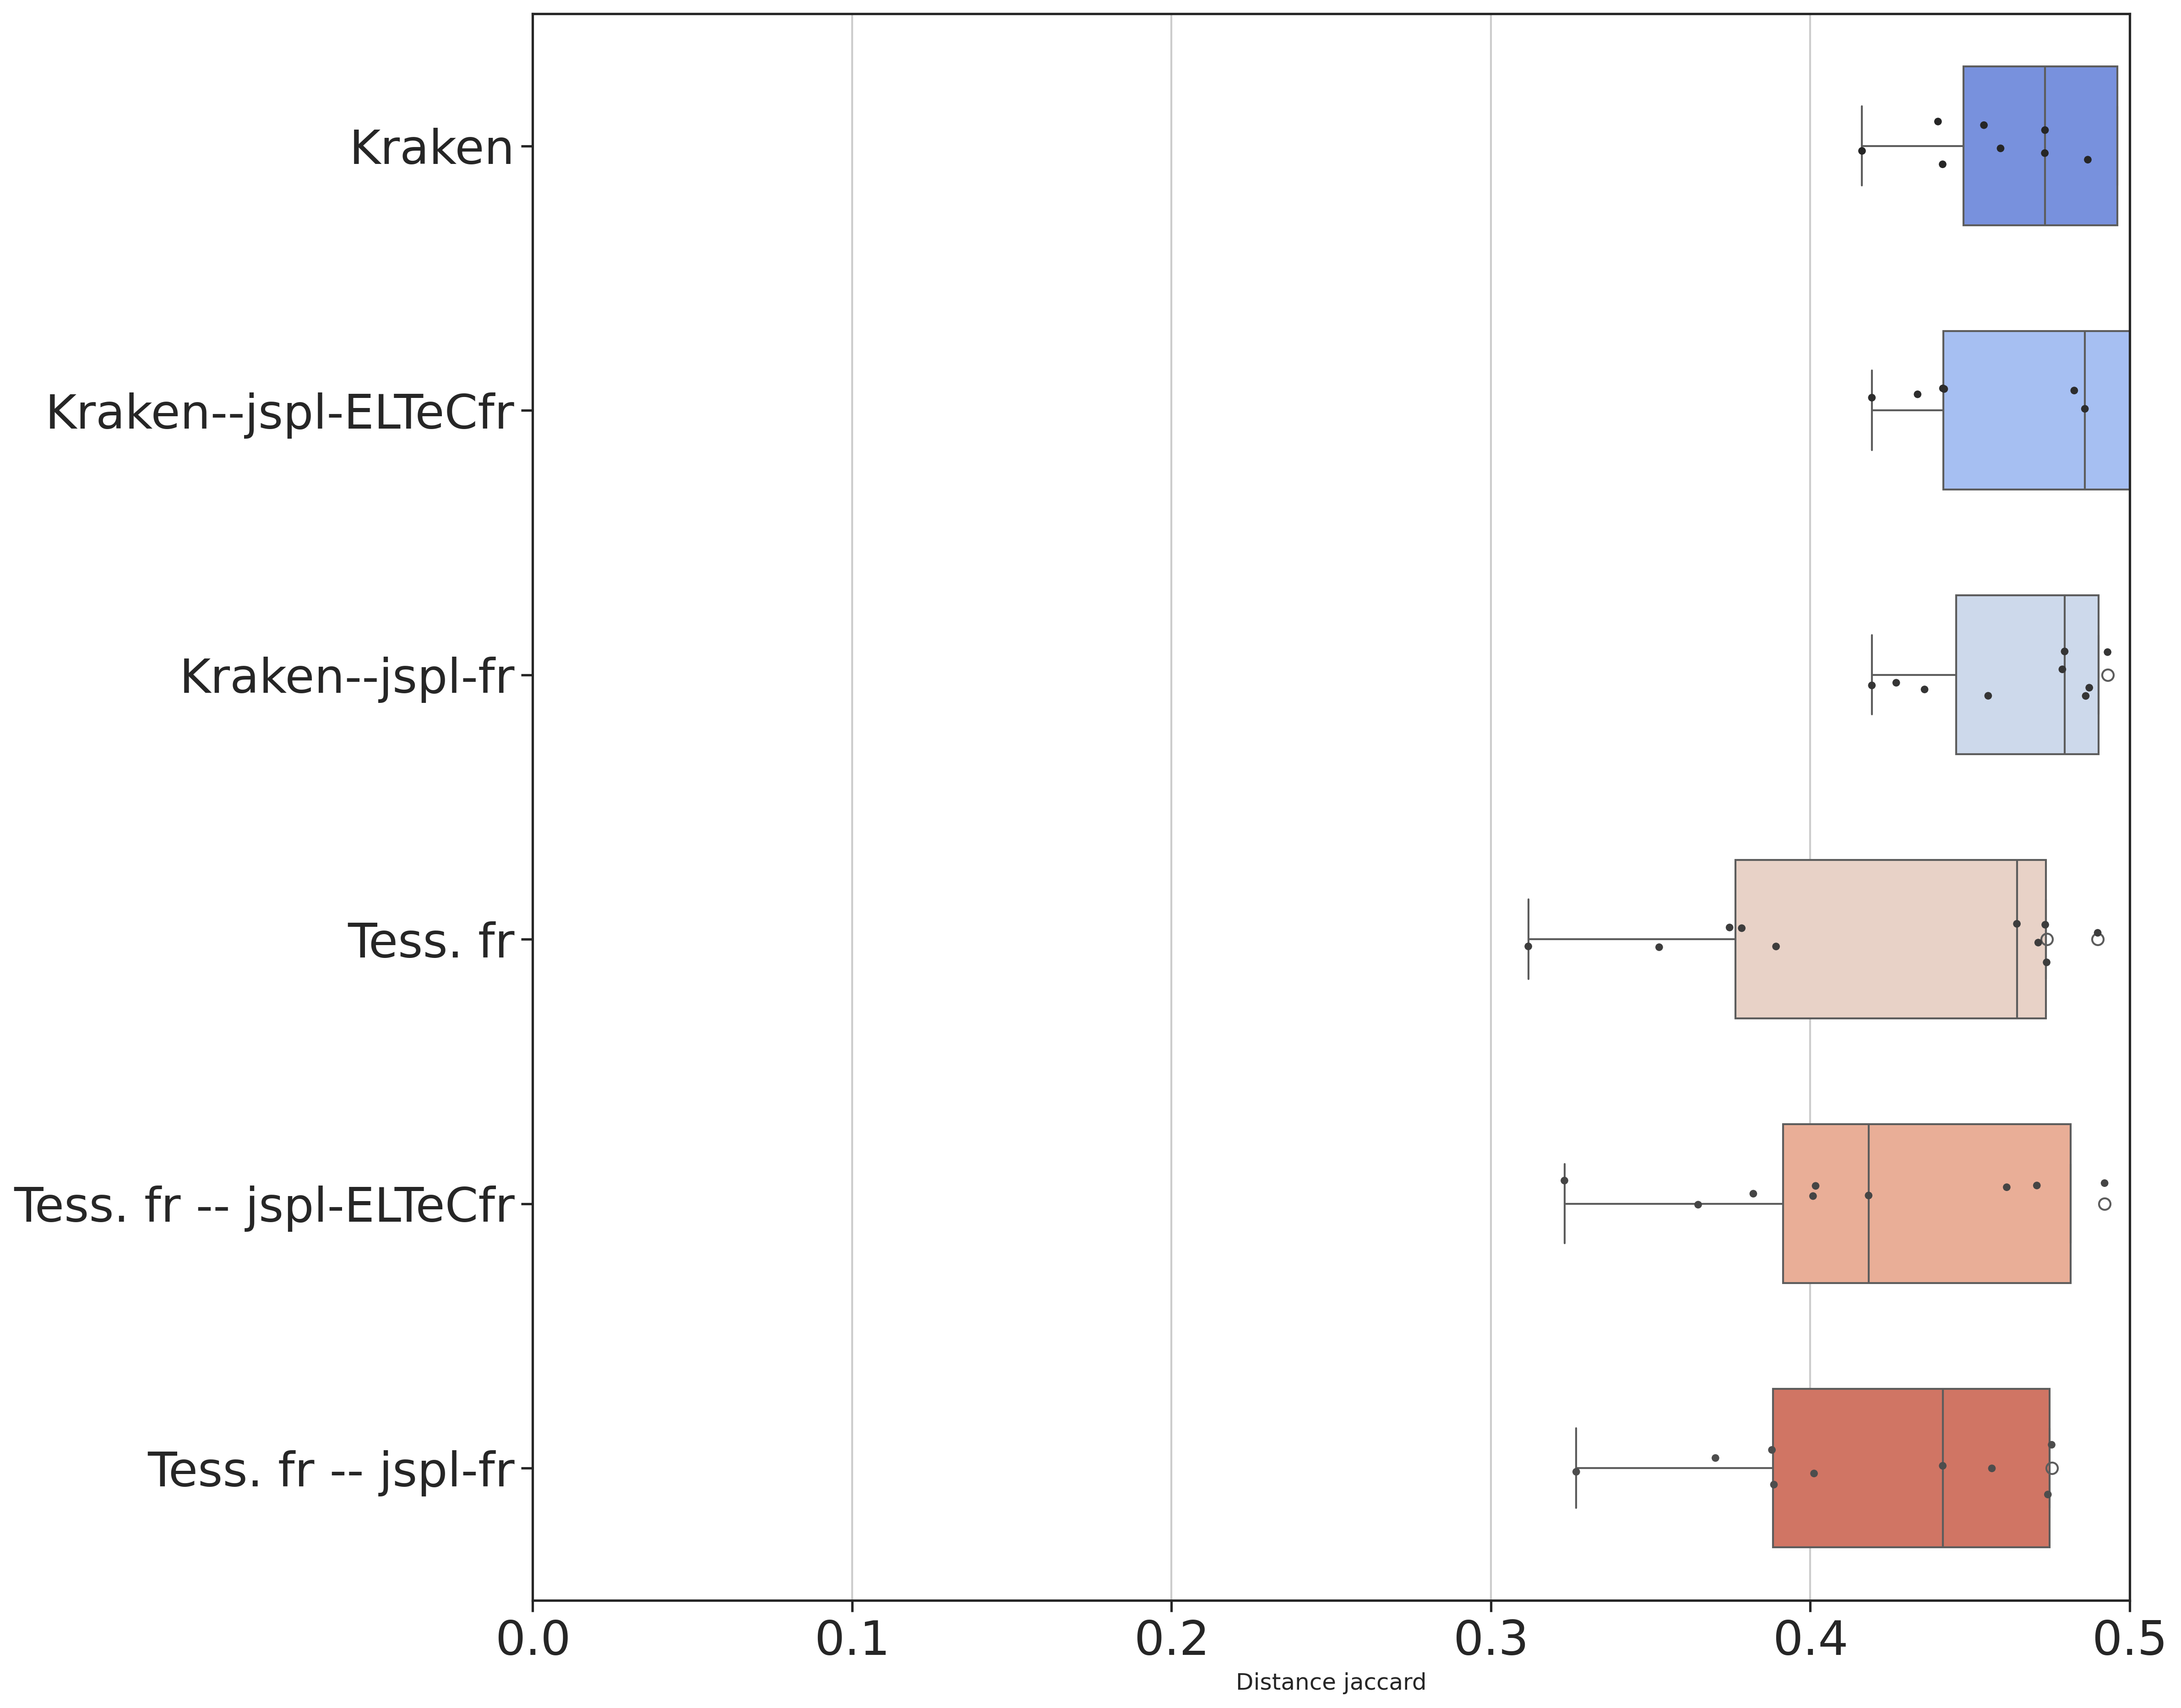 Kraken
Kraken--jspl-ELTeCfr
Kraken--jspl-fr
Tess. fr
Tess. fr -- jspl-ELTeCfr
Tess. fr -- jspl-fr
0.0 0.1 0.2 0.3 0.4 0.5
Distance jaccard